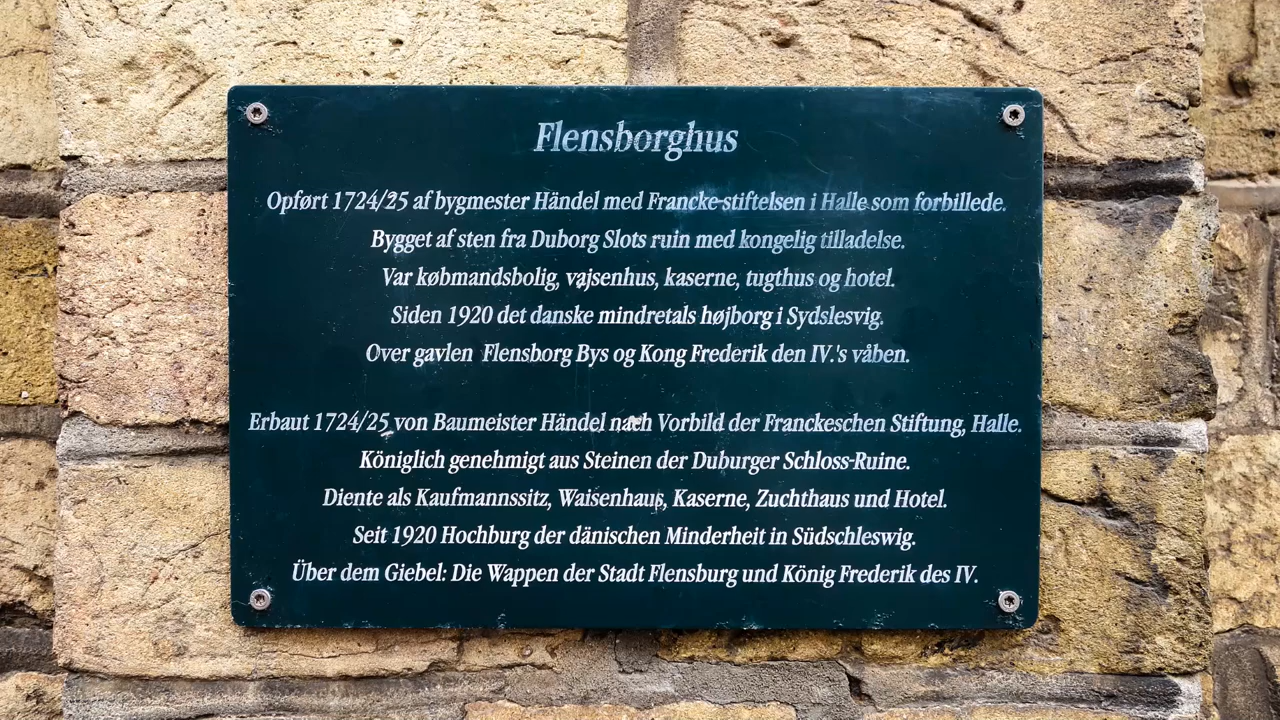 Flensborghus
Opført 1724/25 af bygmester Händel med Francke-stiftelsen i Halle som forbillede.
Bygget af sten fra Duborg Slots ruin med kongelig tilladelse.
Var købmandsbolig, vajsenhus, kaserne, tugthus og hotel.
Siden 1920 det danske mindretals højborg i Sydslesvig.
Over gavlen Flensborg Bys og Kong Frederik den IV.'s våben.
Erbaut 1724/25 von Baumeister Händel nach Vorbild der Franckeschen Stiftung, Halle.
Königlich genehmigt aus Steinen der Duburger Schloss-Ruine.
Diente als Kaufmannssitz, Waisenhaus, Kaserne, Zuchthaus und Hotel.
Seit 1920 Hochburg der dänischen Minderheit in Südschleswig.
Über dem Giebel: Die Wappen der Stadt Flensburg und König Frederik des IV.